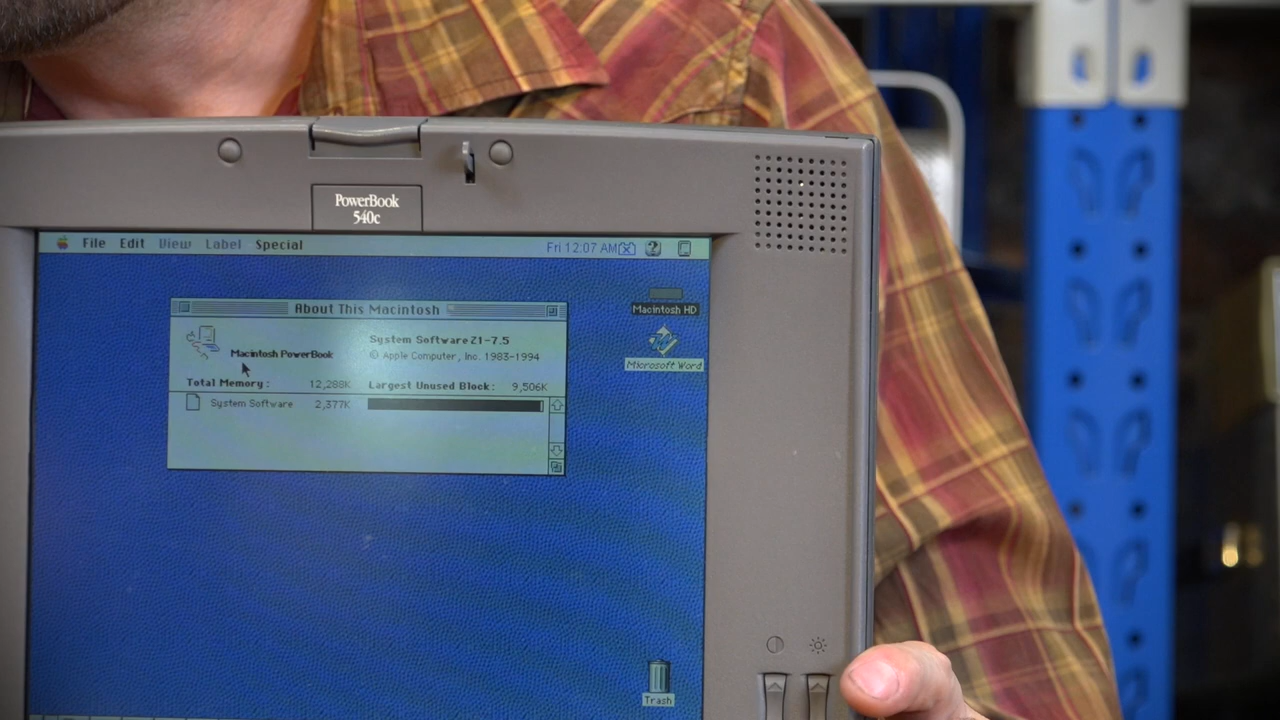 PowerBook
540c
File Edit View Label Special Fri 12:07 AM
About This Macintosh
Macintosh HD
System Software Z1-7.5
Macintosh PowerBook
© Apple Computer, Inc. 1983-1994
Microsoft Word
Total Memory : 12,288K Largest Unused Block : 9,506K
System Software 2,377K
Trash